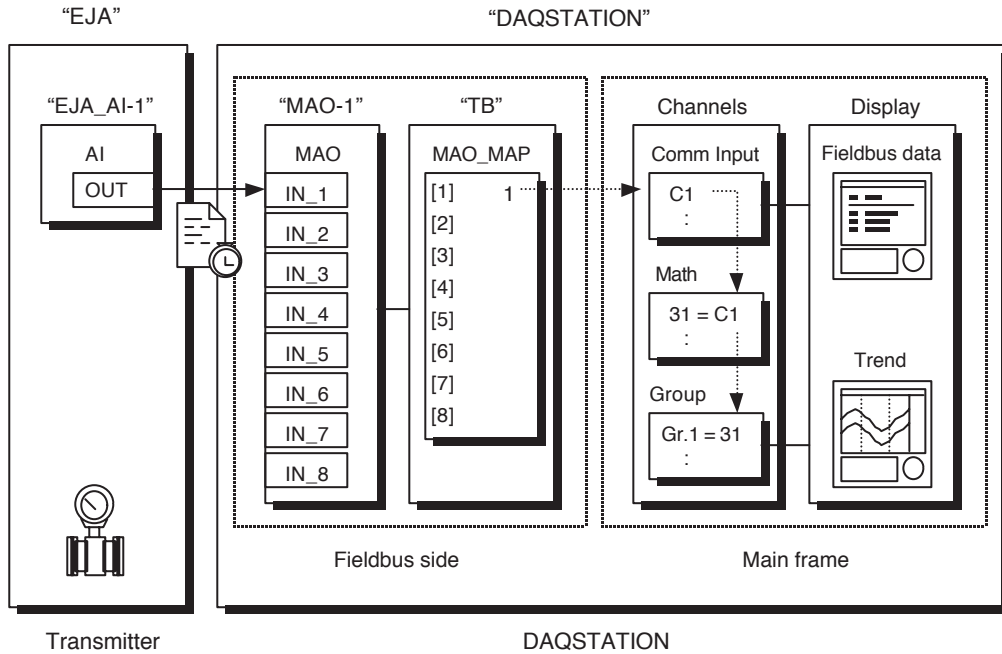 “EJA”
“DAQSTATION”
“EJA_AI-1”
“MAO-1”
“TB”
Channels
Display
AI
OUT
MAO
IN_1
IN_2
IN_3
IN_4
IN_5
IN_6
IN_7
IN_8
MAO_MAP
[1] 1
[2]
[3]
[4]
[5]
[6]
[7]
[8]
Comm Input
C1
:
Math
31 = C1
:
Group
Gr.1 = 31
:
Fieldbus data
Trend
Fieldbus side
Main frame
Transmitter
DAQSTATION